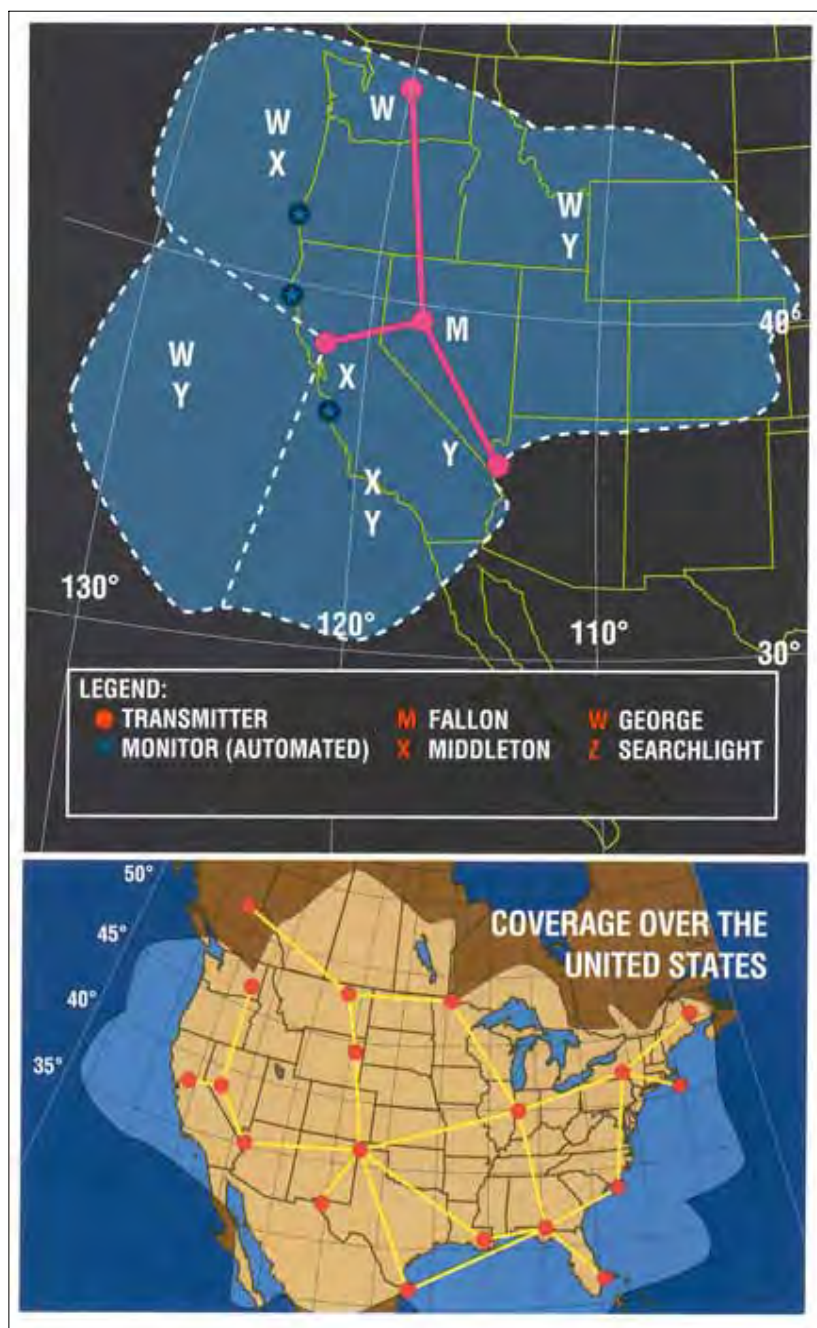 W
W
X
W
Y
40°
M
W
Y
X
Y
X
Y
130°
120°
110°
30°
LEGEND:
TRANSMITTER
M FALLON
W GEORGE
MONITOR (AUTOMATED)
X MIDDLETON
Z SEARCHLIGHT
50°
COVERAGE OVER THE
UNITED STATES
45°
40°
35°